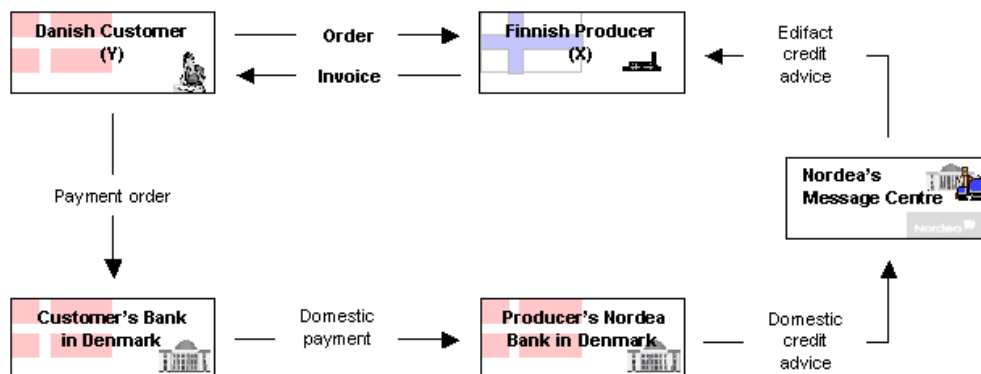 Danish Customer
(Y)
Order
Invoice
Finnish Producer
(X)
Edifact
credit
advice
Payment order
Nordea's
Message Centre
Nordea
Customer's Bank
in Denmark
Domestic
payment
Producer's Nordea
Bank in Denmark
Domestic
credit
advice